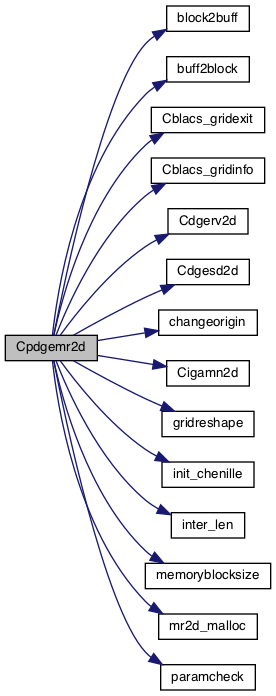 block2buff
buff2block
Cblacs_gridexit
Cblacs_gridinfo
Cdgerv2d
Cdgesd2d
changeorigin
Cpdgemr2d
Cigamn2d
gridreshape
init_chenille
inter_len
memoryblocksize
mr2d_malloc
paramcheck